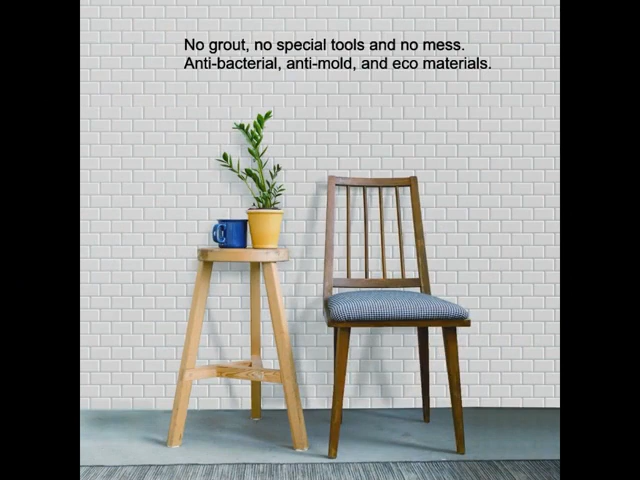 No grout, no special tools and no mess.
Anti-bacterial, anti-mold, and eco materials.